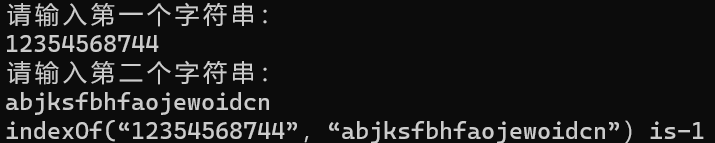 请输入第一个字符串：
12354568744
请输入第二个字符串：
abjksfbhfaojewoidcn
indexOf(“12354568744”, “abjksfbhfaojewoidcn”) is-1